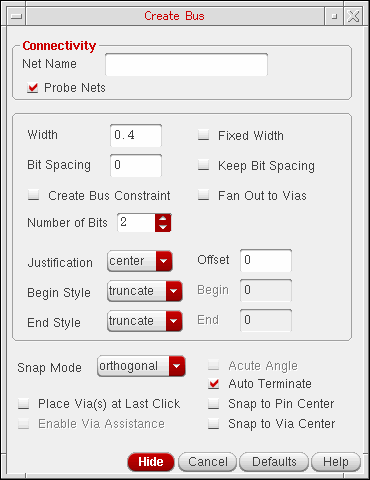 Create Bus
Connectivity
Net Name
Probe Nets
Width 0.4 Fixed Width
Bit Spacing 0 Keep Bit Spacing
Create Bus Constraint Fan Out to Vias
Number of Bits 2
Justification center Offset 0
Begin Style truncate Begin 0
End Style truncate End 0
Snap Mode orthogonal Acute Angle
Auto Terminate
Place Via(s) at Last Click Snap to Pin Center
Enable Via Assistance Snap to Via Center
Hide Cancel Defaults Help